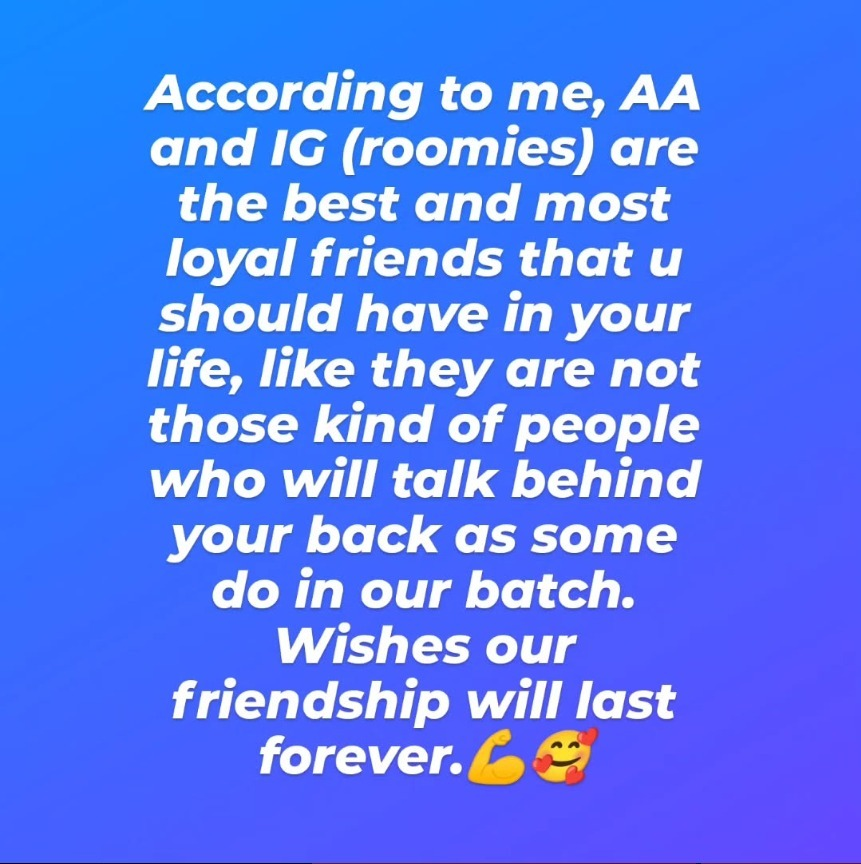 According to me, AA
and IG (roomies) are
the best and most
loyal friends that u
should have in your
life, like they are not
those kind of people
who will talk behind
your back as some
do in our batch.
Wishes our
friendship will last
forever.💪🥰